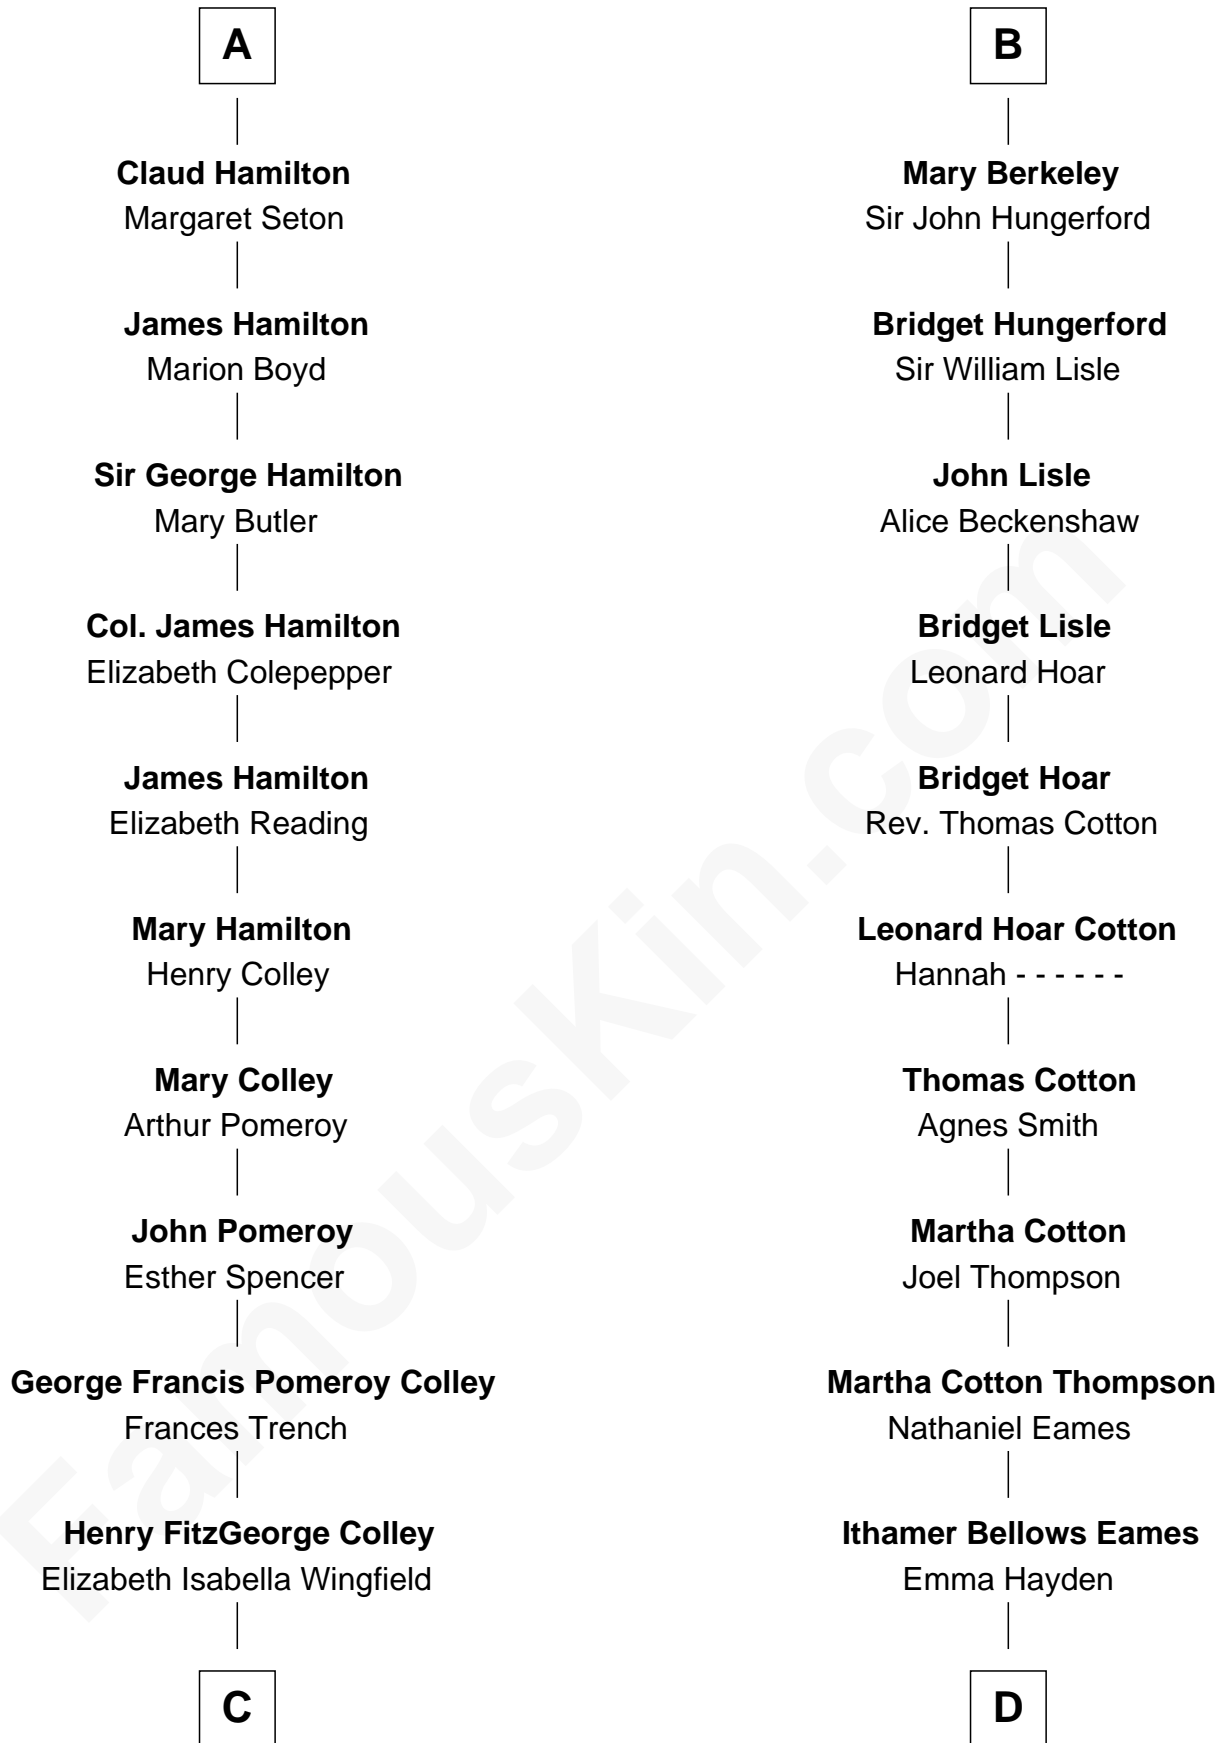 A
Claud Hamilton
Margaret Seton
James Hamilton
Marion Boyd
Sir George Hamilton
Mary Butler
Col. James Hamilton
Elizabeth Colepepper
James Hamilton
Elizabeth Reading
Mary Hamilton
Henry Colley
Mary Colley
Arthur Pomeroy
John Pomeroy
Esther Spencer
George Francis Pomeroy Colley
Frances Trench
Henry FitzGeorge Colley
Elizabeth Isabella Wingfield
C
B
Mary Berkeley
Sir John Hungerford
Bridget Hungerford
Sir William Lisle
John Lisle
Alice Beckenshaw
Bridget Lisle
Leonard Hoar
Bridget Hoar
Rev. Thomas Cotton
Leonard Hoar Cotton
Hannah - - - - - -
Thomas Cotton
Agnes Smith
Martha Cotton
Joel Thompson
Martha Cotton Thompson
Nathaniel Eames
Ithamer Bellows Eames
Emma Hayden
D
FamousKin.com